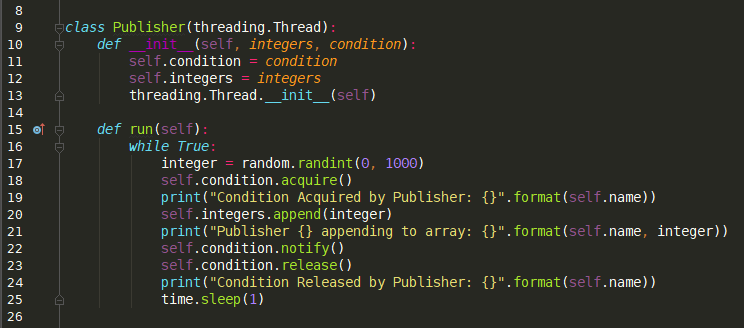 8
9 class Publisher(threading.Thread):
10     def __init__(self, integers, condition):
11         self.condition = condition
12         self.integers = integers
13         threading.Thread.__init__(self)
14
15     def run(self):
16         while True:
17             integer = random.randint(0, 1000)
18             self.condition.acquire()
19             print("Condition Acquired by Publisher: {}".format(self.name))
20             self.integers.append(integer)
21             print("Publisher {} appending to array: {}".format(self.name, integer))
22             self.condition.notify()
23             self.condition.release()
24             print("Condition Released by Publisher: {}".format(self.name))
25             time.sleep(1)
26